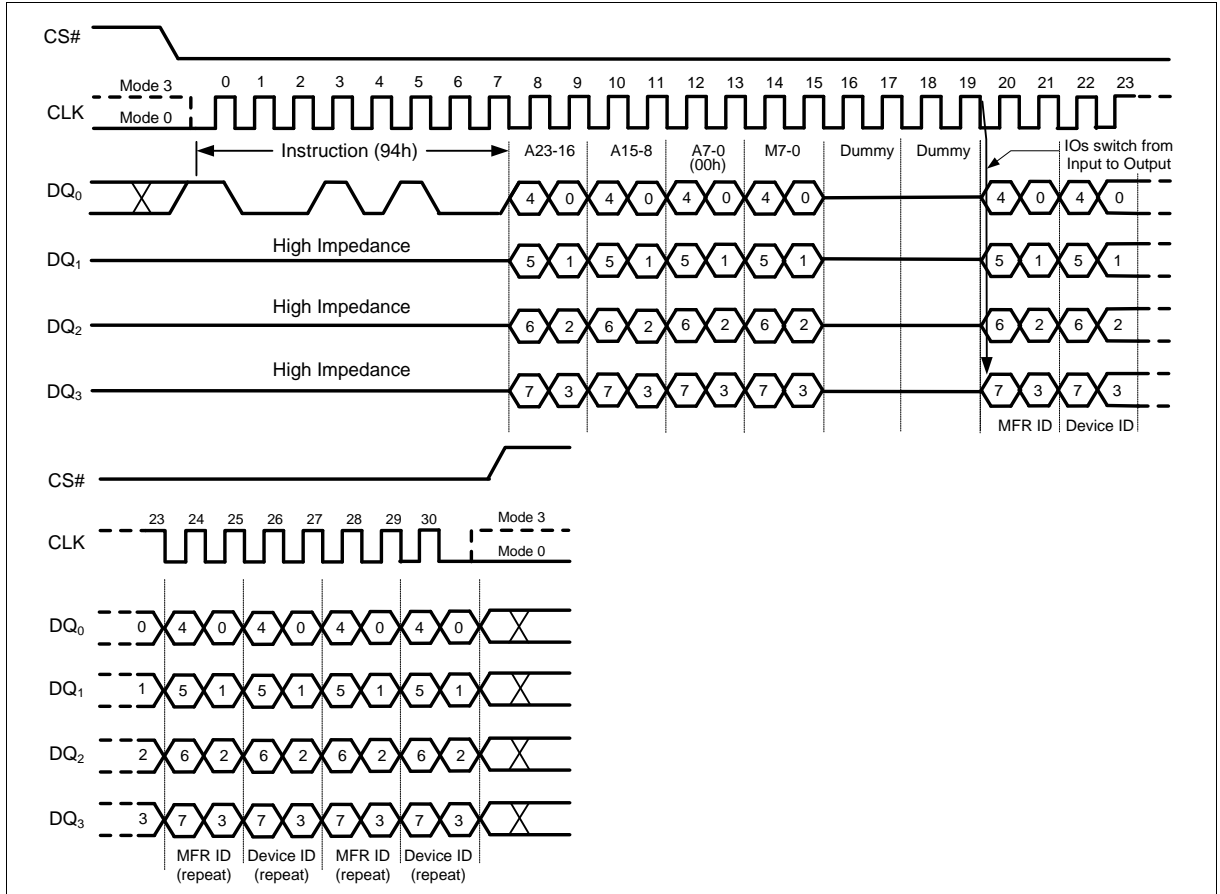 CS#
0 1 2 3 4 5 6 7 8 9 10 11 12 13 14 15 16 17 18 19 20 21 22 23
Mode 3
CLK
Mode 0
Instruction (94h) A23-16 A15-8 A7-0 M7-0 Dummy Dummy IOs switch from
(00h) Input to Output
DQ0 4 0 4 0 4 0 4 0 4 0 4 0
High Impedance
DQ1 5 1 5 1 5 1 5 1 5 1 5 1
High Impedance
DQ2 6 2 6 2 6 2 6 2 6 2 6 2
High Impedance
DQ3 7 3 7 3 7 3 7 3 7 3 7 3
MFR ID Device ID
CS#
23 24 25 26 27 28 29 30 Mode 3
CLK
Mode 0
DQ0 0 4 0 4 0 4 0 4 0
DQ1 1 5 1 5 1 5 1 5 1
DQ2 2 6 2 6 2 6 2 6 2
DQ3 3 7 3 7 3 7 3 7 3
MFR ID Device ID MFR ID Device ID
(repeat) (repeat) (repeat) (repeat)